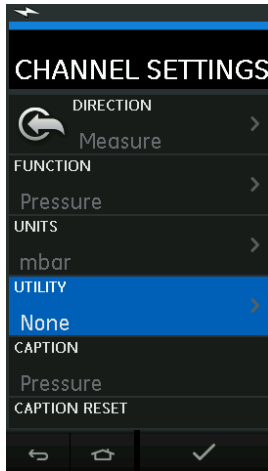 CHANNEL SETTINGS
DIRECTION
Measure
FUNCTION
Pressure
UNITS
mbar
UTILITY
None
CAPTION
Pressure
CAPTION RESET